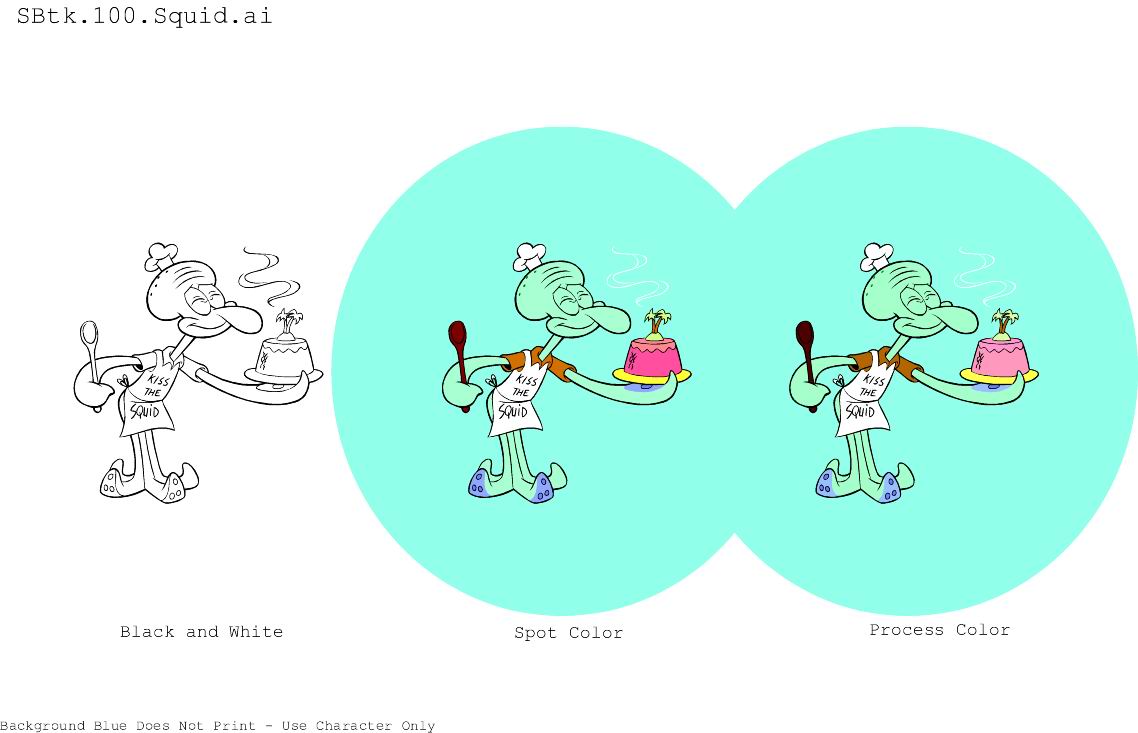 SBtk.100.Squid.ai
KISS
THE
SQUiD
KISS
THE
SQUiD
KISS
THE
SQUiD
Black and White
Spot Color
Process Color
Background Blue Does Not Print - Use Character Only